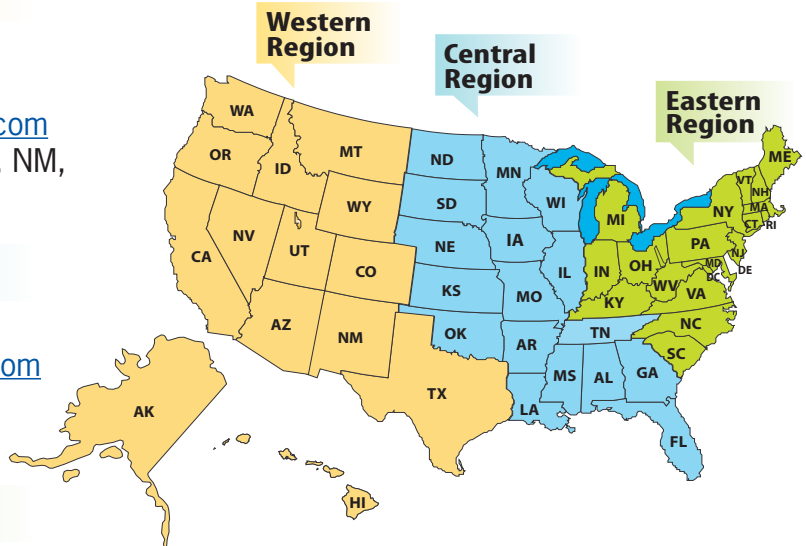 Western
Region
Central
Region
Eastern
Region
com
NM,
om
WA
OR
ID
MT
WY
NV
CA
UT
CO
AZ
NM
TX
AK
HI
ND
SD
NE
KS
OK
MN
IA
MO
AR
LA
WI
IL
TN
MS
AL
GA
FL
MI
IN
OH
KY
WV
VA
NC
SC
PA
NY
VT
NH
ME
MA
CT
RI
NJ
MD
DE
DC